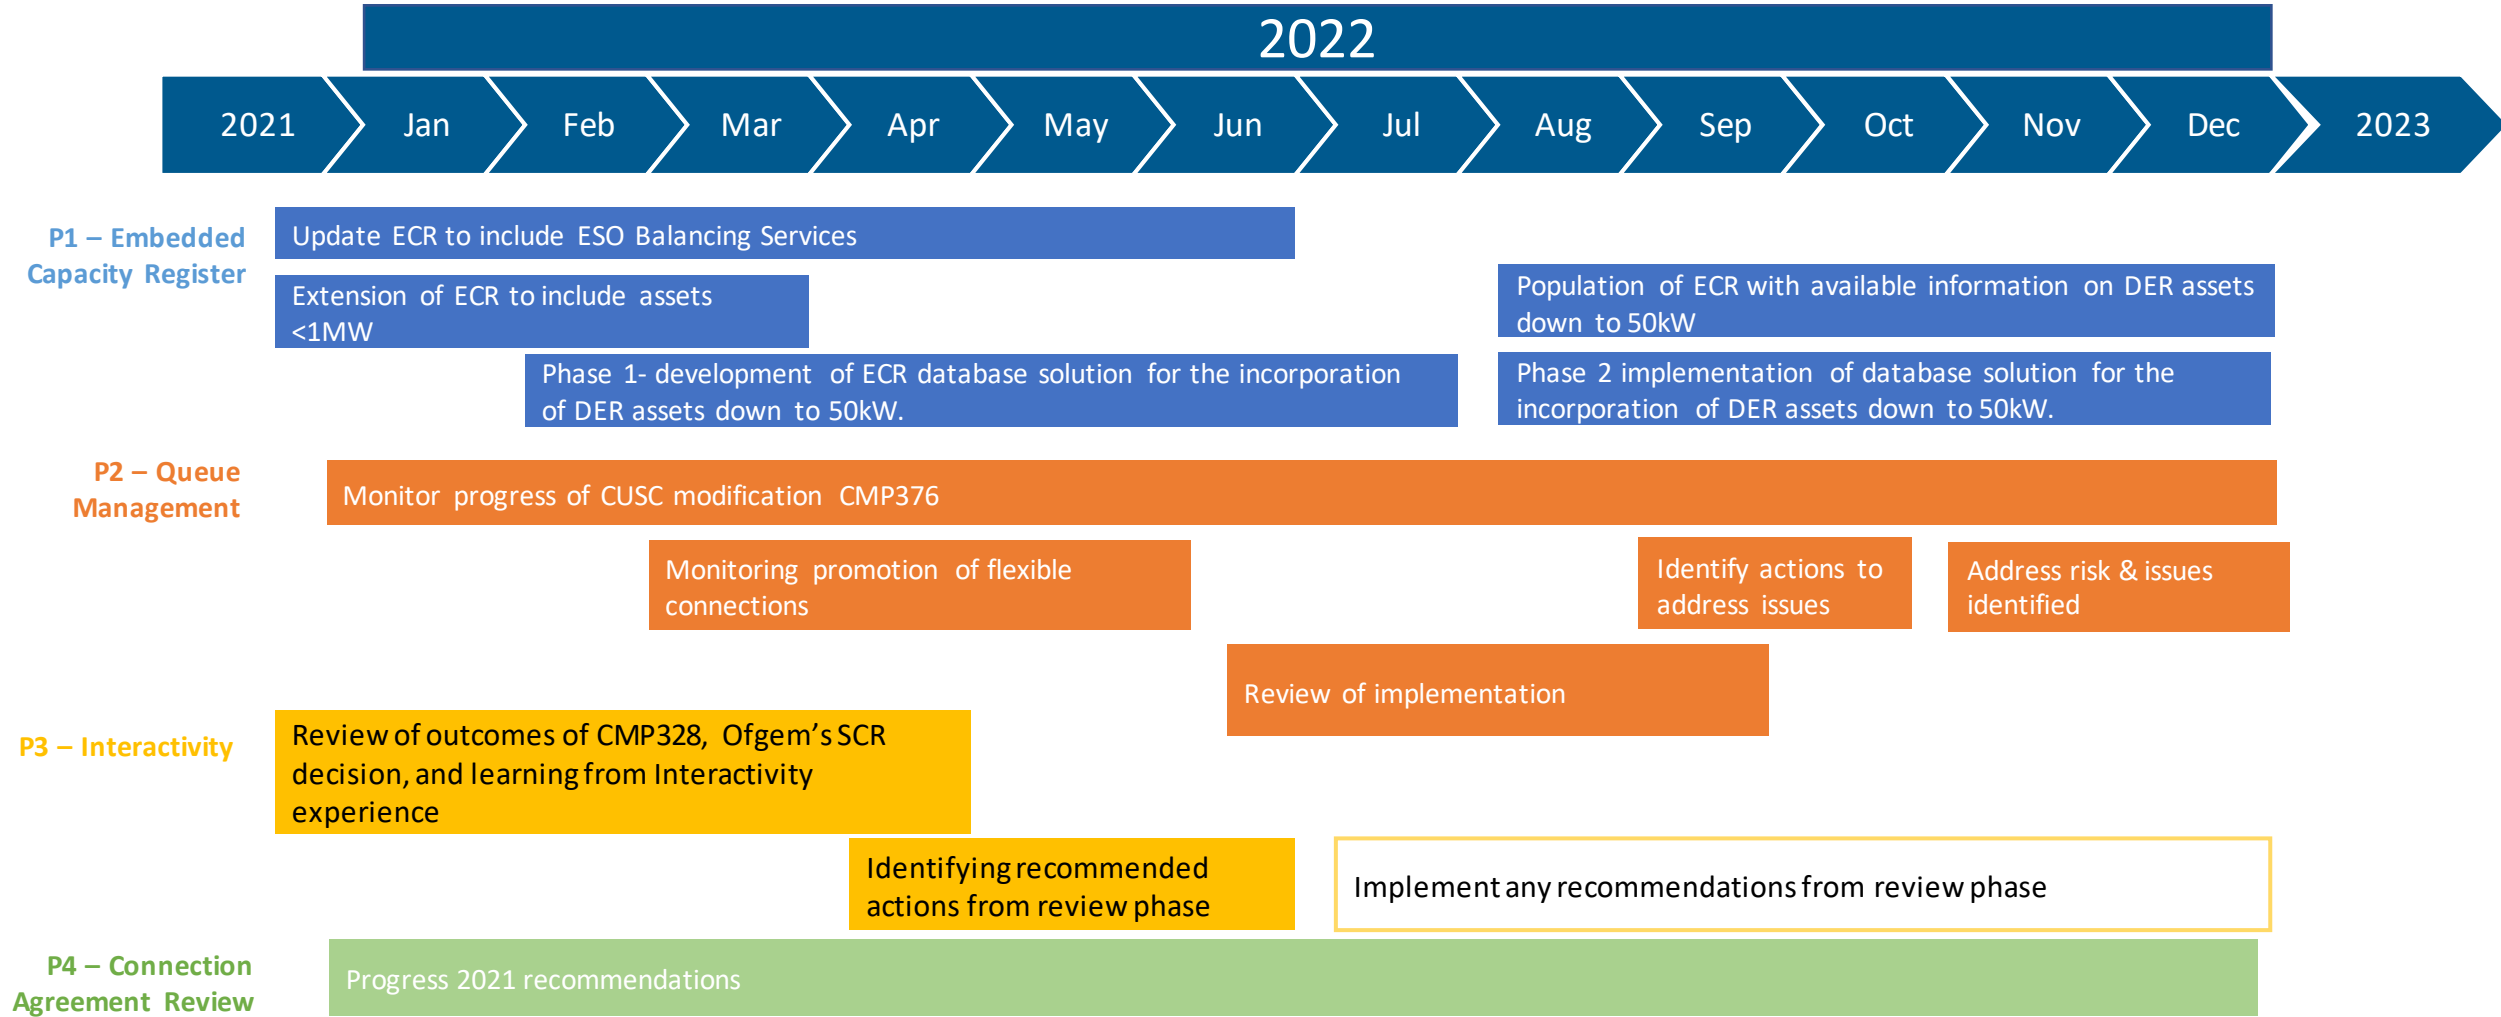 2022
2021 Jan Feb Mar Apr May Jun Jul Aug Sep Oct Nov Dec 2023
P1 – Embedded
Capacity Register
Update ECR to include ESO Balancing Services
Extension of ECR to include assets
<1MW
Population of ECR with available information on DER assets
down to 50kW
Phase 1- development of ECR database solution for the incorporation
of DER assets down to 50kW.
Phase 2 implementation of database solution for the
incorporation of DER assets down to 50kW.
P2 – Queue
Management
Monitor progress of CUSC modification CMP376
Monitoring promotion of flexible
connections
Identify actions to
address issues
Address risk & issues
identified
Review of implementation
P3 – Interactivity
Review of outcomes of CMP328, Ofgem’s SCR
decision, and learning from Interactivity
experience
Identifying recommended
actions from review phase
Implement any recommendations from review phase
P4 – Connection
Agreement Review
Progress 2021 recommendations